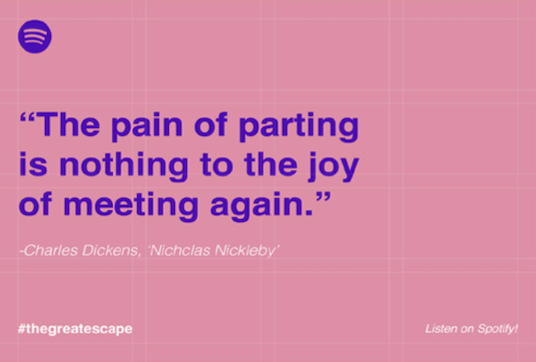 “The pain of parting
is nothing to the joy
of meeting again.”
-Charles Dickens, ‘Nichclas Nickleby’
#thegreatescape
Listen on Spotify!